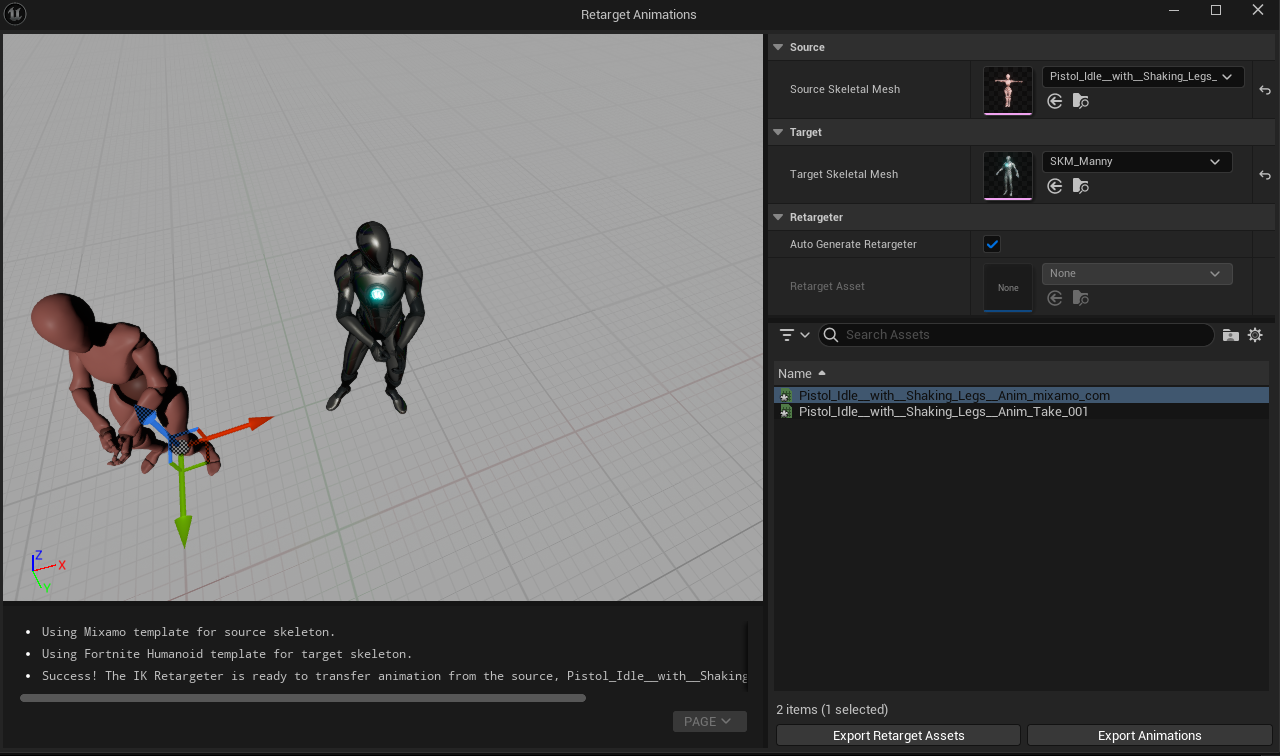 Retarget Animations
Source
Source Skeletal Mesh
Pistol_Idle__with__Shaking_Legs_
Target
Target Skeletal Mesh
SKM_Manny
Retargeter
Auto Generate Retargeter
Retarget Asset
None
None
Search Assets
Name
Pistol_Idle__with__Shaking_Legs__Anim_mixamo_com
Pistol_Idle__with__Shaking_Legs__Anim_Take_001
2 items (1 selected)
Export Retarget Assets
Export Animations
Z
X
Y
• Using Mixamo template for source skeleton.
• Using Fortnite Humanoid template for target skeleton.
• Success! The IK Retargeter is ready to transfer animation from the source, Pistol_Idle__with__Shaking
PAGE